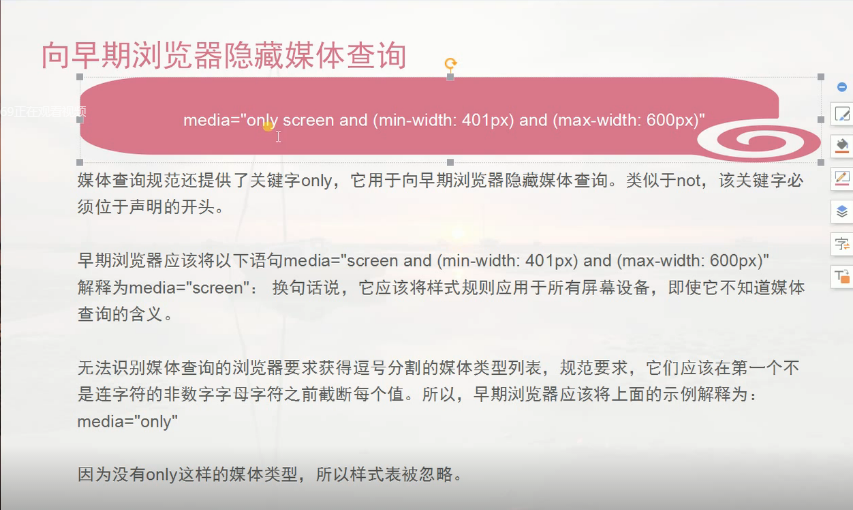 向早期浏览器隐藏媒体查询
media="only screen and (min-width: 401px) and (max-width: 600px)"
媒体查询规范还提供了关键字only，它用于向早期浏览器隐藏媒体查询。类似于not，该关键字必
须位于声明的开头。
早期浏览器应该将以下语句media="screen and (min-width: 401px) and (max-width: 600px)"
解释为media="screen"： 换句话说，它应该将样式规则应用于所有屏幕设备，即使它不知道媒体
查询的含义。
无法识别媒体查询的浏览器要求获得逗号分割的媒体类型列表，规范要求，它们应该在第一个不
是连字符的非数字字母字符之前截断每个值。所以，早期浏览器应该将上面的示例解释为：
media="only"
因为没有only这样的媒体类型，所以样式表被忽略。